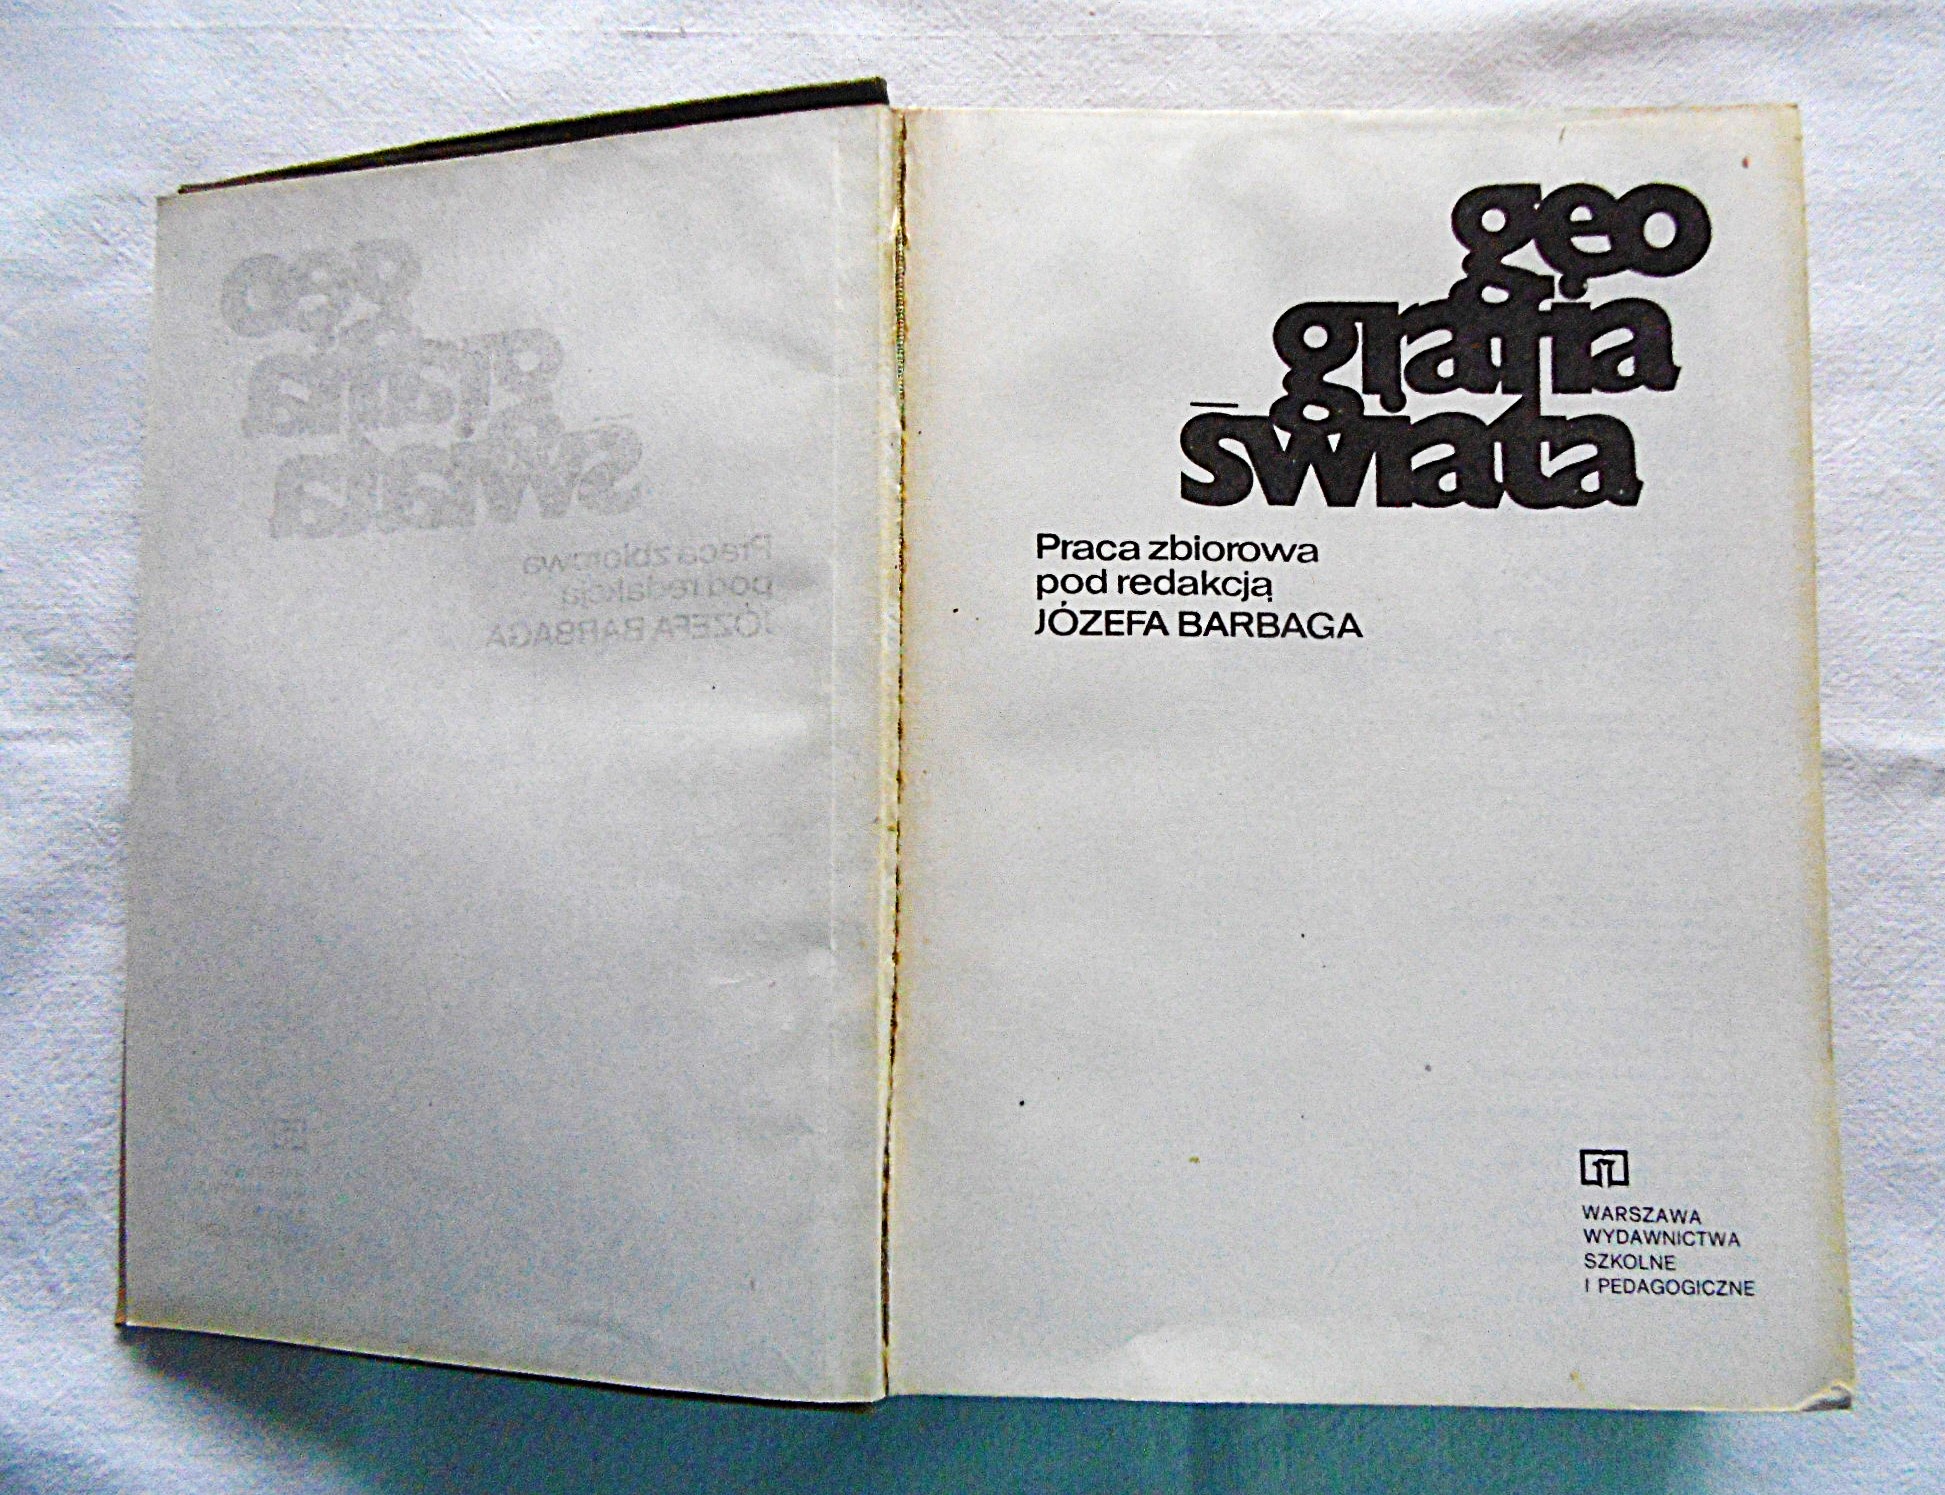 geo
grafia
świata
Praca zbiorowa
pod redakcją
JÓZEFA BARBAGA
WARSZAWA
WYDAWNICTWA
SZKOLNE
I PEDAGOGICZNE